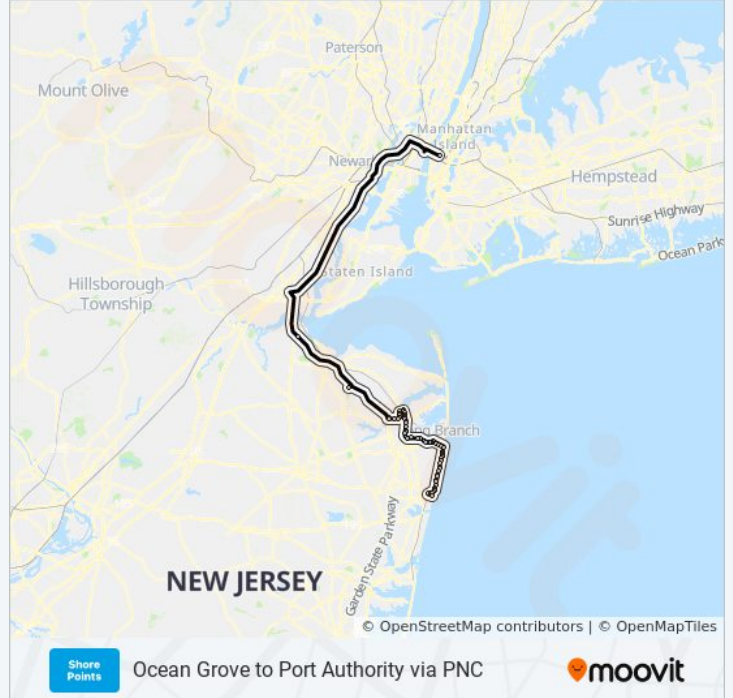 Paterson
Mount Olive
Manhattan
Island
Newark
Hempstead
Sunrise Highway
Ocean Park
Staten Island
Hillsborough
Township
Long Branch
Garden State Parkway
NEW JERSEY
© OpenStreetMap contributors | © OpenMapTiles
Shore
Points
Ocean Grove to Port Authority via PNC
moovit